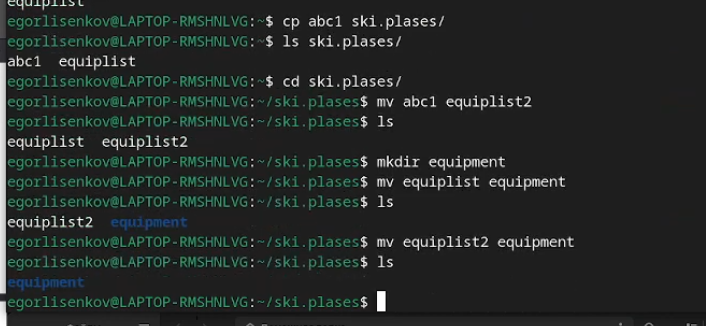 equiplist
egorlisenkov@LAPTOP-RMSHNLVG:~$ cp abc1 ski.plases/
egorlisenkov@LAPTOP-RMSHNLVG:~$ ls ski.plases/
abc1  equiplist
egorlisenkov@LAPTOP-RMSHNLVG:~$ cd ski.plases/
egorlisenkov@LAPTOP-RMSHNLVG:~/ski.plases$ mv abc1 equiplist2
egorlisenkov@LAPTOP-RMSHNLVG:~/ski.plases$ ls
equiplist  equiplist2
egorlisenkov@LAPTOP-RMSHNLVG:~/ski.plases$ mkdir equipment
egorlisenkov@LAPTOP-RMSHNLVG:~/ski.plases$ mv equiplist equipment
egorlisenkov@LAPTOP-RMSHNLVG:~/ski.plases$ ls
equiplist2  equipment
egorlisenkov@LAPTOP-RMSHNLVG:~/ski.plases$ mv equiplist2 equipment
egorlisenkov@LAPTOP-RMSHNLVG:~/ski.plases$ ls
equipment
egorlisenkov@LAPTOP-RMSHNLVG:~/ski.plases$